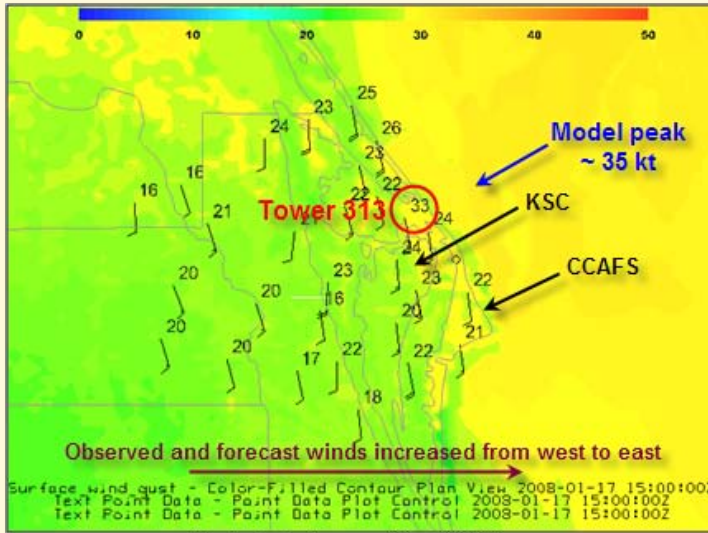 0 10 20 30 40 50
25
23
26
24
Model peak
~ 35 kt
23
16
16
22
22
33
KSC
Tower 313
24
21
24
CCAFS
23
23
22
20
20
16
20
21
20
20
17
22
22
18
Observed and forecast winds increased from west to east
Surface wind gust - Color-Filled Contour Plan View 2008-01-17 15:00:00Z
Text Point Data - Point Data Plot Control 2008-01-17 15:00:00Z
Text Point Data - Point Data Plot Control 2008-01-17 15:00:00Z